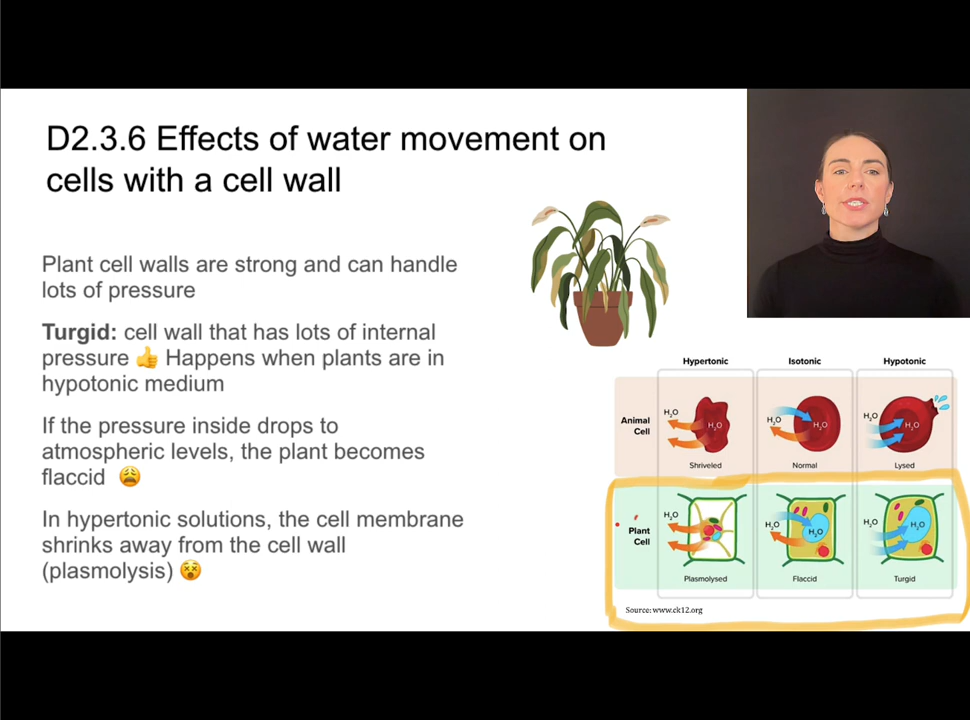 D2.3.6 Effects of water movement on
cells with a cell wall
Plant cell walls are strong and can handle
lots of pressure
Turgid: cell wall that has lots of internal
pressure 👍 Happens when plants are in
hypotonic medium
If the pressure inside drops to
atmospheric levels, the plant becomes
flaccid 😩
In hypertonic solutions, the cell membrane
shrinks away from the cell wall
(plasmolysis) 😵
Hypertonic Isotonic Hypotonic
Animal
Cell
H₂O H₂O H₂O H₂O H₂O H₂O
Shriveled Normal Lysed
Plant
Cell
H₂O H₂O H₂O H₂O H₂O
Plasmolysed Flaccid Turgid
Source: www.ck12.org